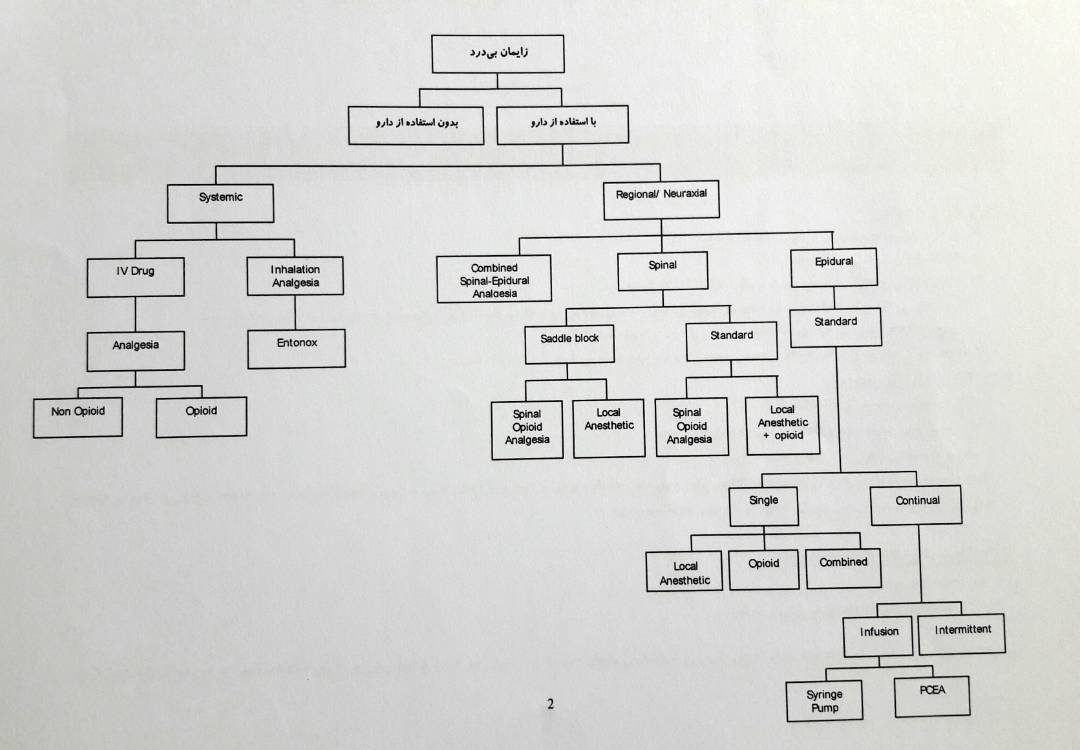 زایمان بی‌درد
بدون استفاده از دارو
با استفاده از دارو
Systemic
Regional/ Neuraxial
IV Drug
Inhalation
Analgesia
Combined
Spinal-Epidural
Analgesia
Spinal
Epidural
Analgesia
Entonox
Saddle block
Standard
Standard
Non Opioid
Opioid
Spinal
Opioid
Analgesia
Local
Anesthetic
Spinal
Opioid
Analgesia
Local
Anesthetic
+ opioid
Single
Continual
Local
Anesthetic
Opioid
Combined
Infusion
Intermittent
Syringe
Pump
PCEA
2